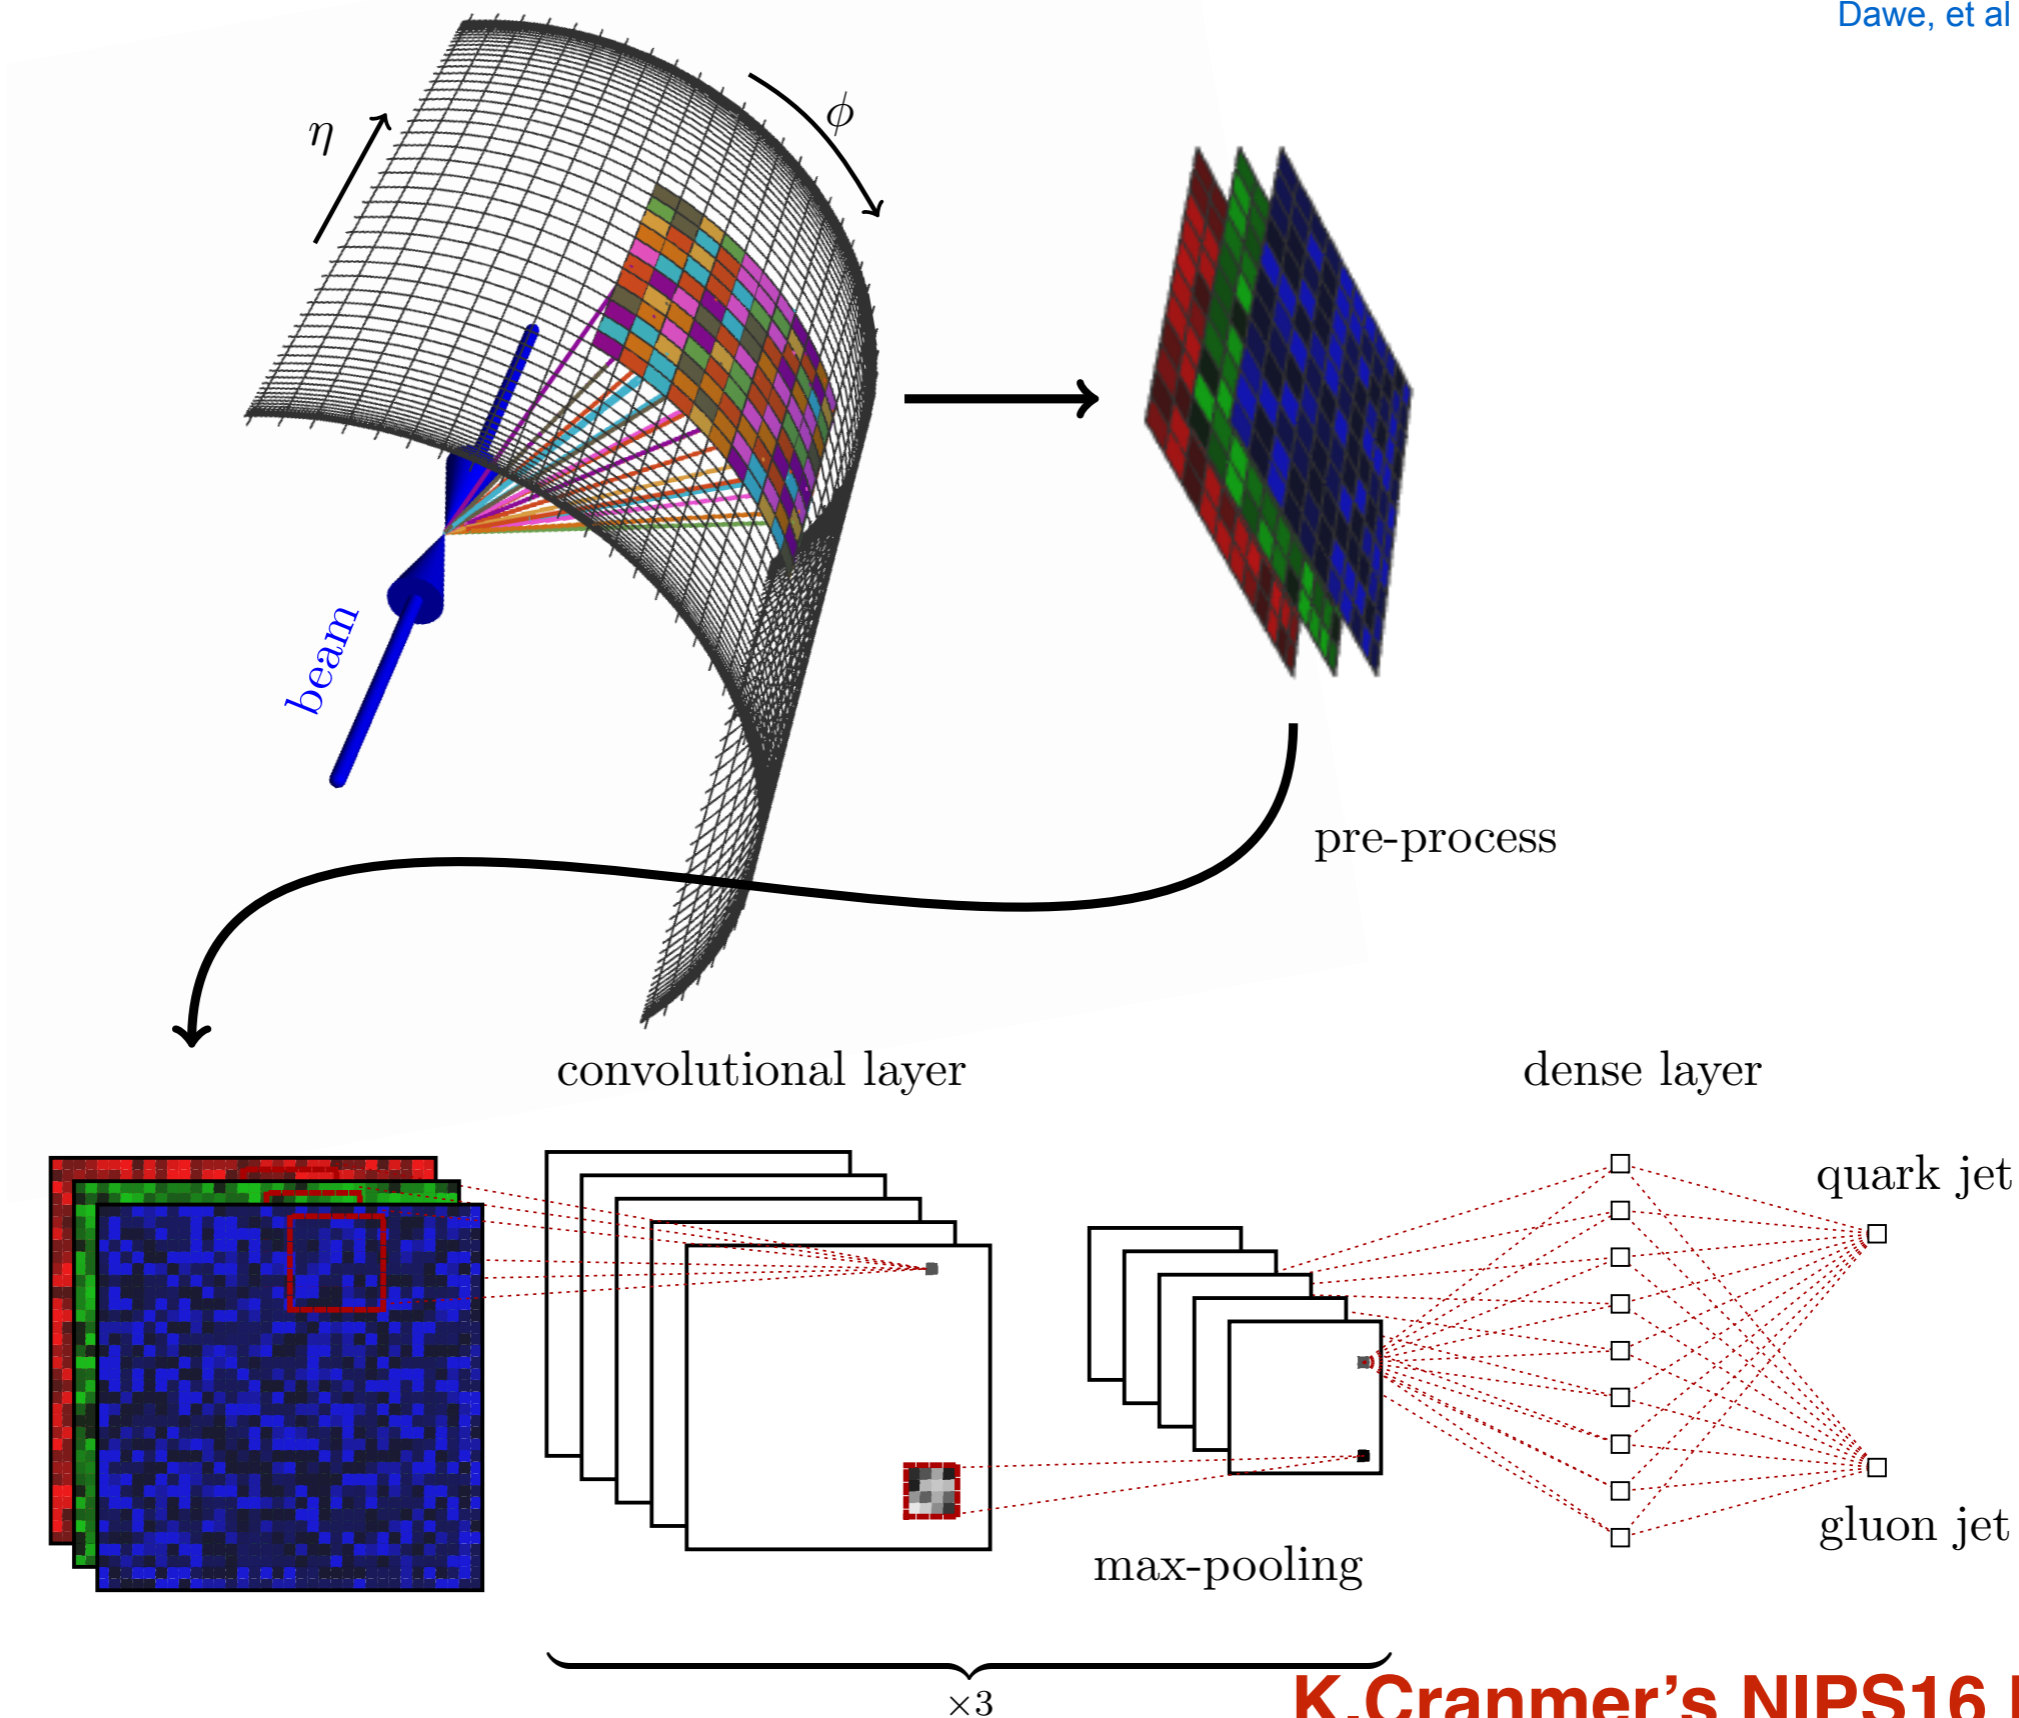 Dawe, et al
η
ϕ
beam
pre-process
convolutional layer
dense layer
quark jet
gluon jet
max-pooling
×3
K.Cranmer’s NIPS16